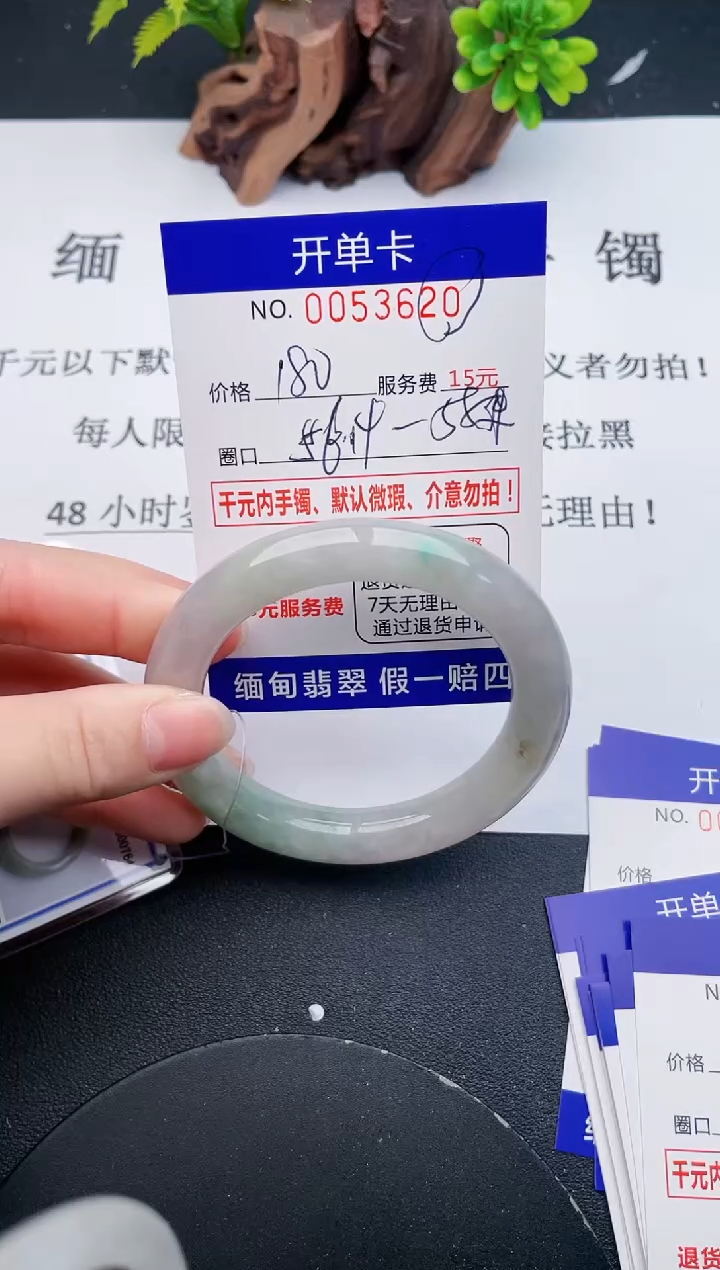 开单卡
缅
镯
NO. 0053620
千元以下默
义者勿拍！
价格 180 服务费 15元
每人限
拉黑
圈口 56.14
千元内手镯、默认微瑕、介意勿拍！
48 小时
无理由！
元服务费
7天无理由
通过退货申
缅甸翡翠 假一赔四
开
NO. 0
价格
开单
N
价格
圈口
千元内
退货